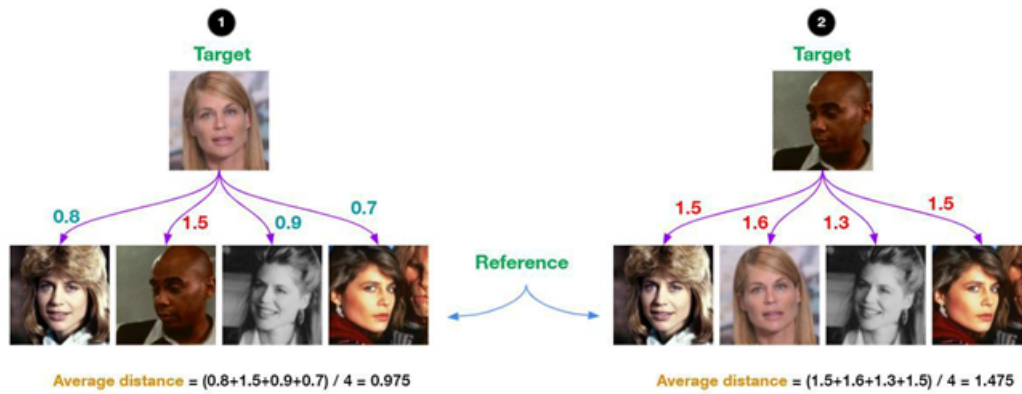 1
Target
0.8
1.5
0.9
0.7
Average distance = (0.8+1.5+0.9+0.7) / 4 = 0.975
Reference
2
Target
1.5
1.6
1.3
1.5
Average distance = (1.5+1.6+1.3+1.5) / 4 = 1.475